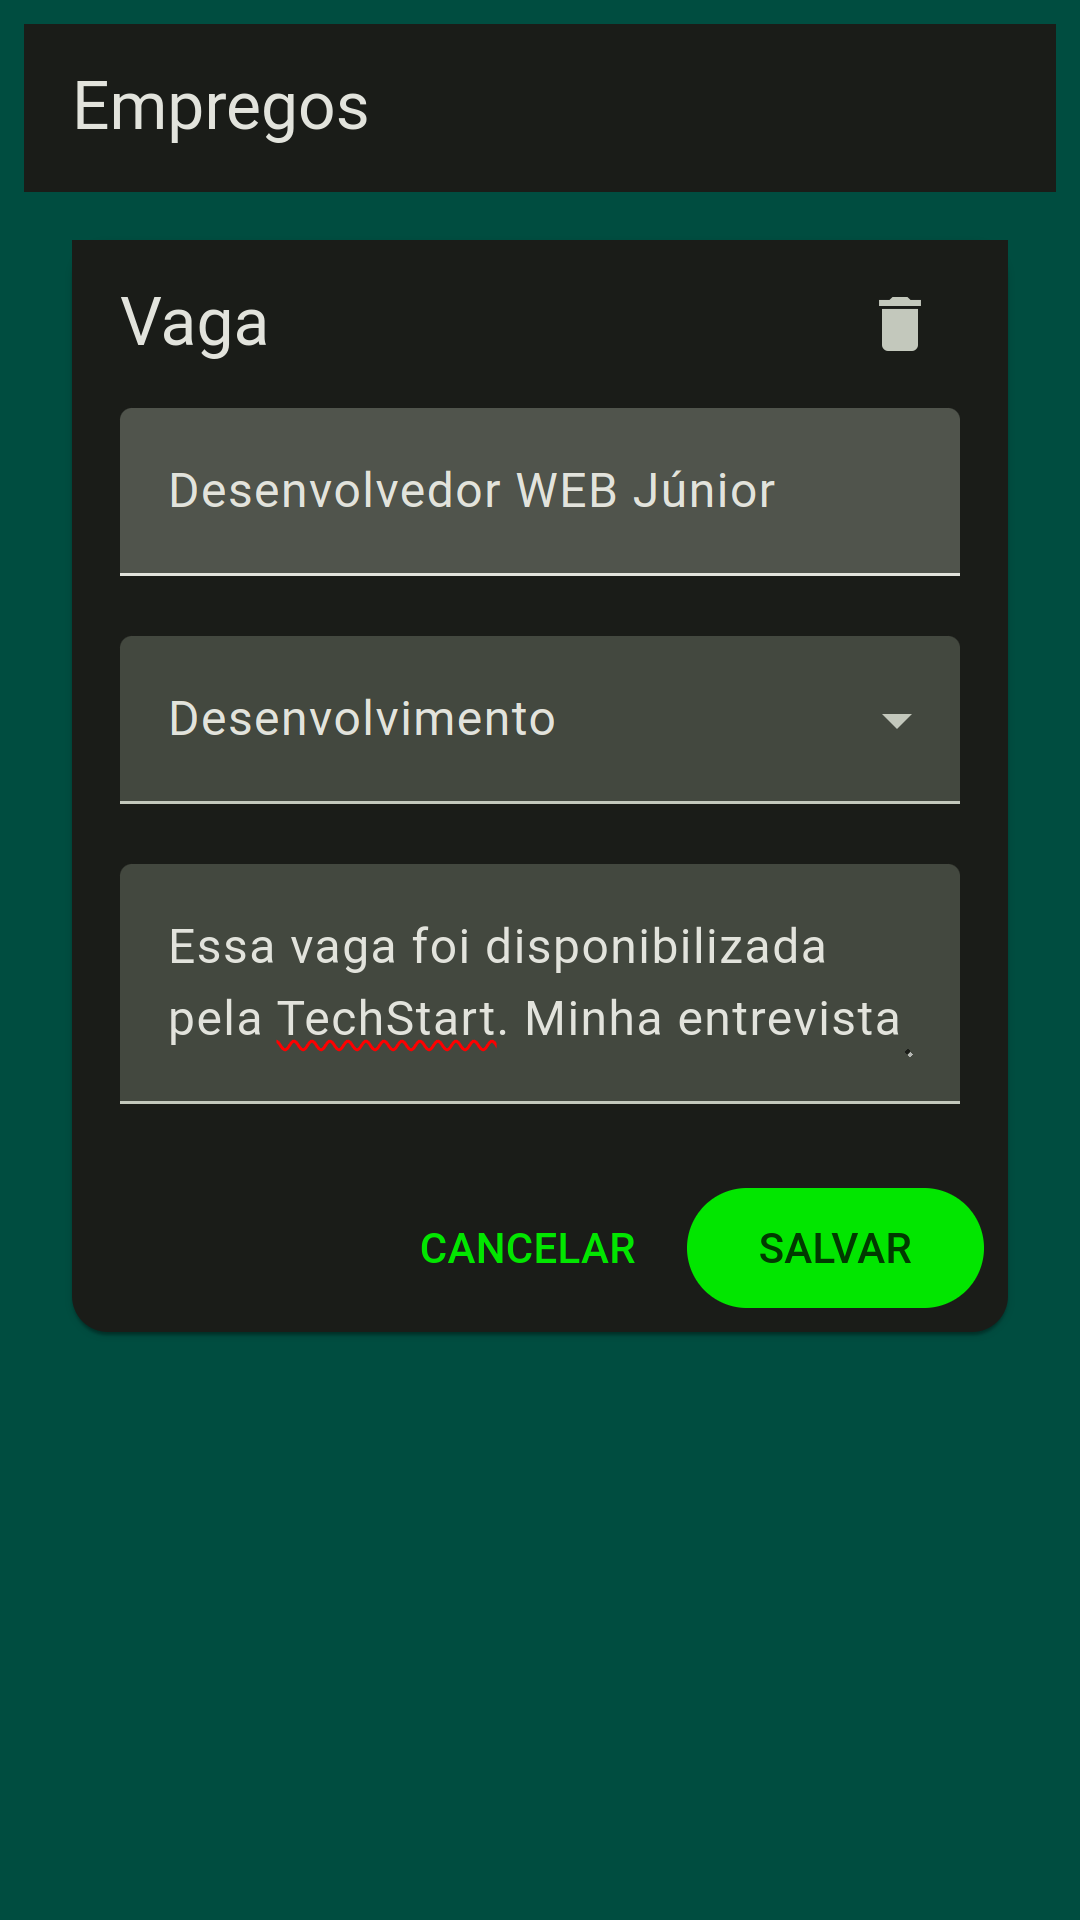 Empregos
Vaga
Desenvolvedor WEB Júnior
Desenvolvimento
Essa vaga foi disponibilizada
pela TechStart. Minha entrevista
CANCELAR SALVAR